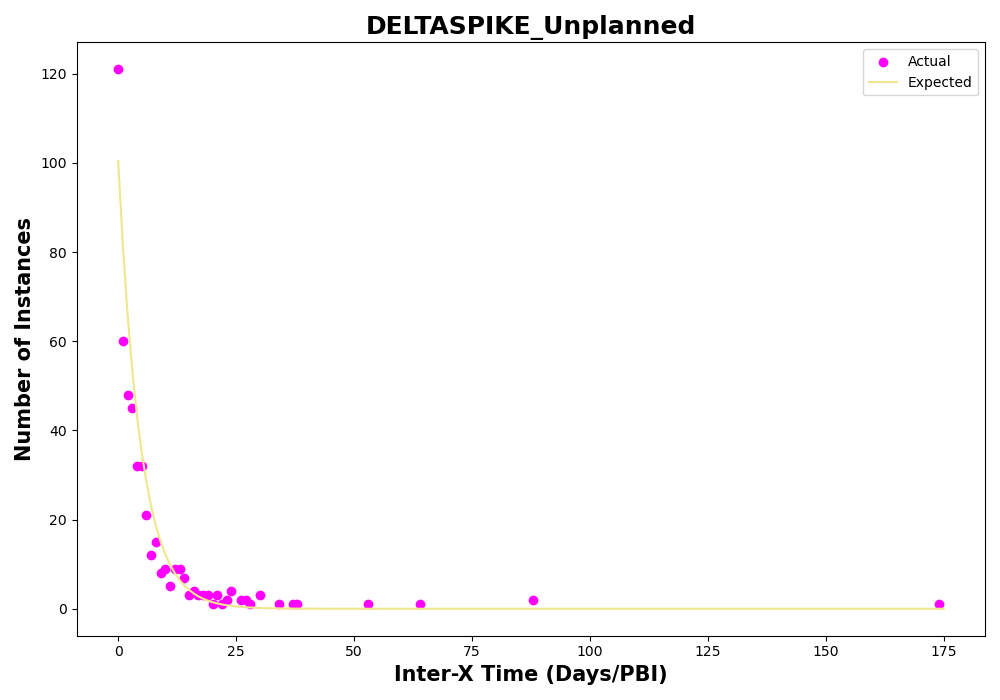 DELTASPIKE_Unplanned
Actual
Expected
Number of Instances
120
100
80
60
40
20
0
0 25 50 75 100 125 150 175
Inter-X Time (Days/PBI)